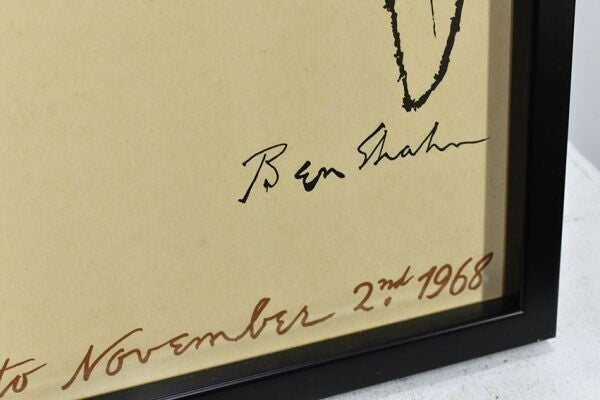 Ben Shahn
to November 2nd. 1968